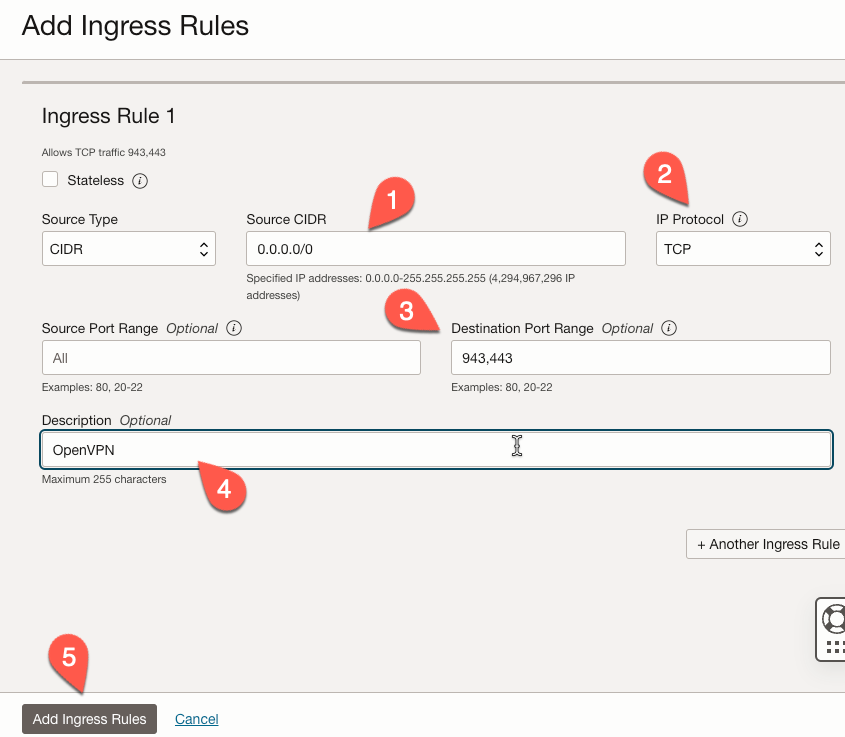 Add Ingress Rules
Ingress Rule 1
Allows TCP traffic 943,443
Stateless i
1
2
Source Type
Source CIDR
IP Protocol i
CIDR
0.0.0.0/0
TCP
Specified IP addresses: 0.0.0.0-255.255.255.255 (4,294,967,296 IP
addresses)
3
Source Port Range Optional i
Destination Port Range Optional i
All
943,443
Examples: 80, 20-22
Examples: 80, 20-22
Description Optional
OpenVPN
Maximum 255 characters
4
+ Another Ingress Rule
5
Add Ingress Rules
Cancel